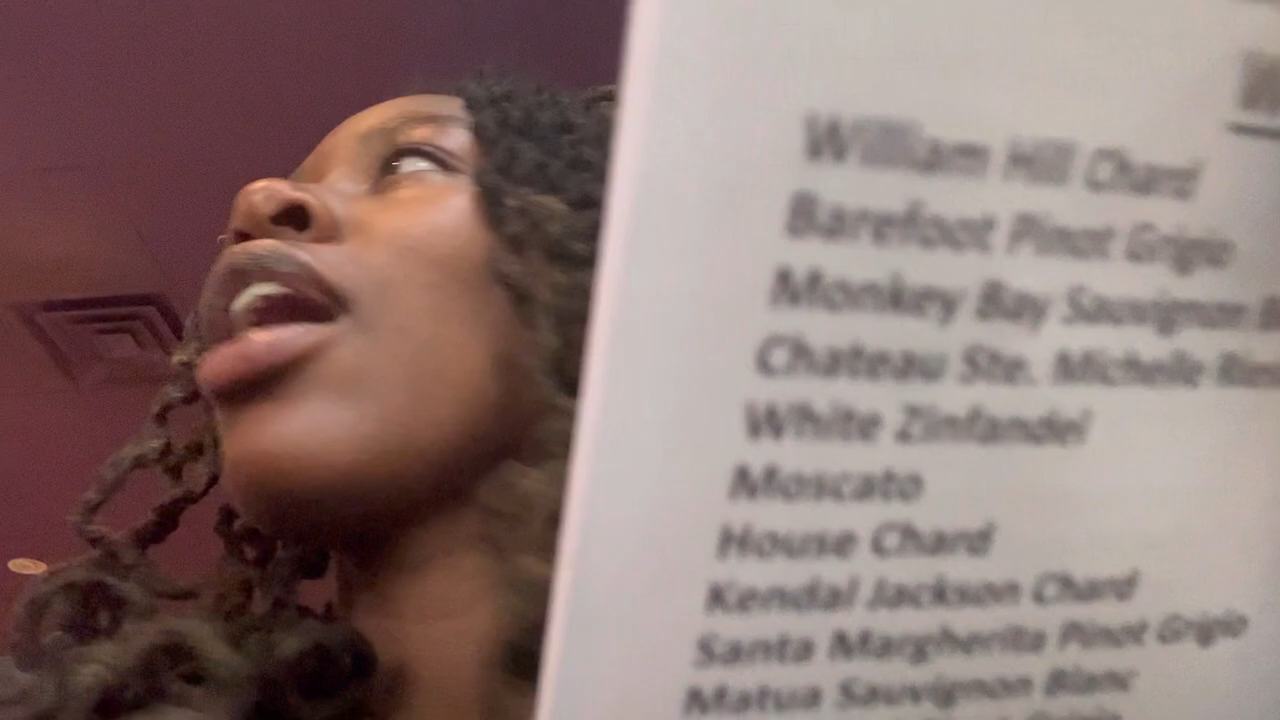 William Hill Chard
Barefoot Pinot Grigio
Monkey Bay Sauvignon
Chateau Ste. Michelle
White Zinfandel
Moscato
House Chard
Kendal Jackson Chard
Santa Margherita Pinot Grigio
Matua Sauvignon Blanc